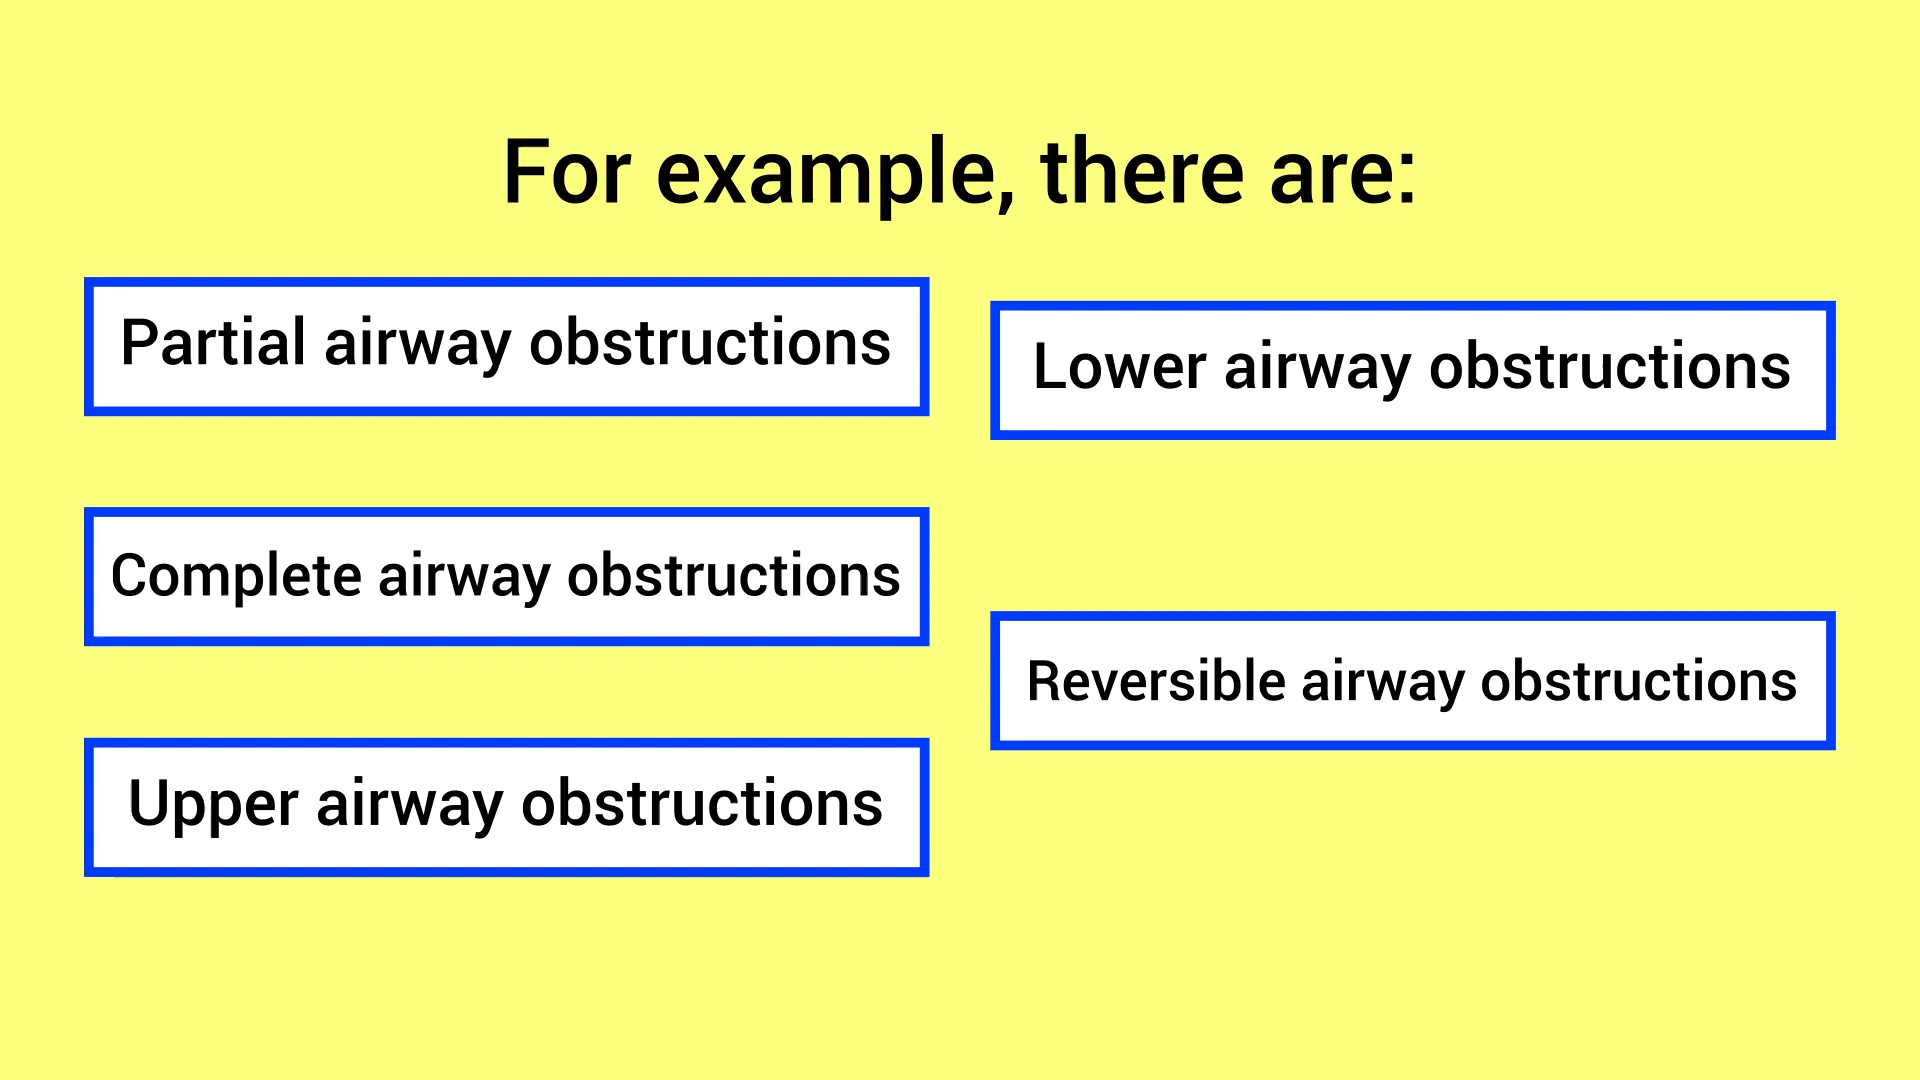 For example, there are:
Partial airway obstructions
Complete airway obstructions
Upper airway obstructions
Lower airway obstructions
Reversible airway obstructions